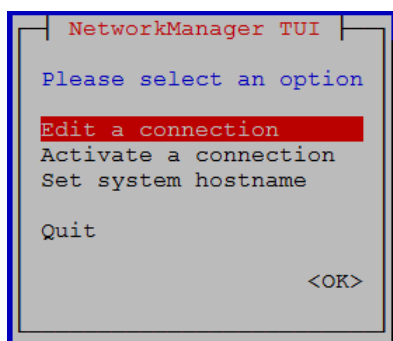 NetworkManager TUI
Please select an option
Edit a connection
Activate a connection
Set system hostname
Quit
<OK>